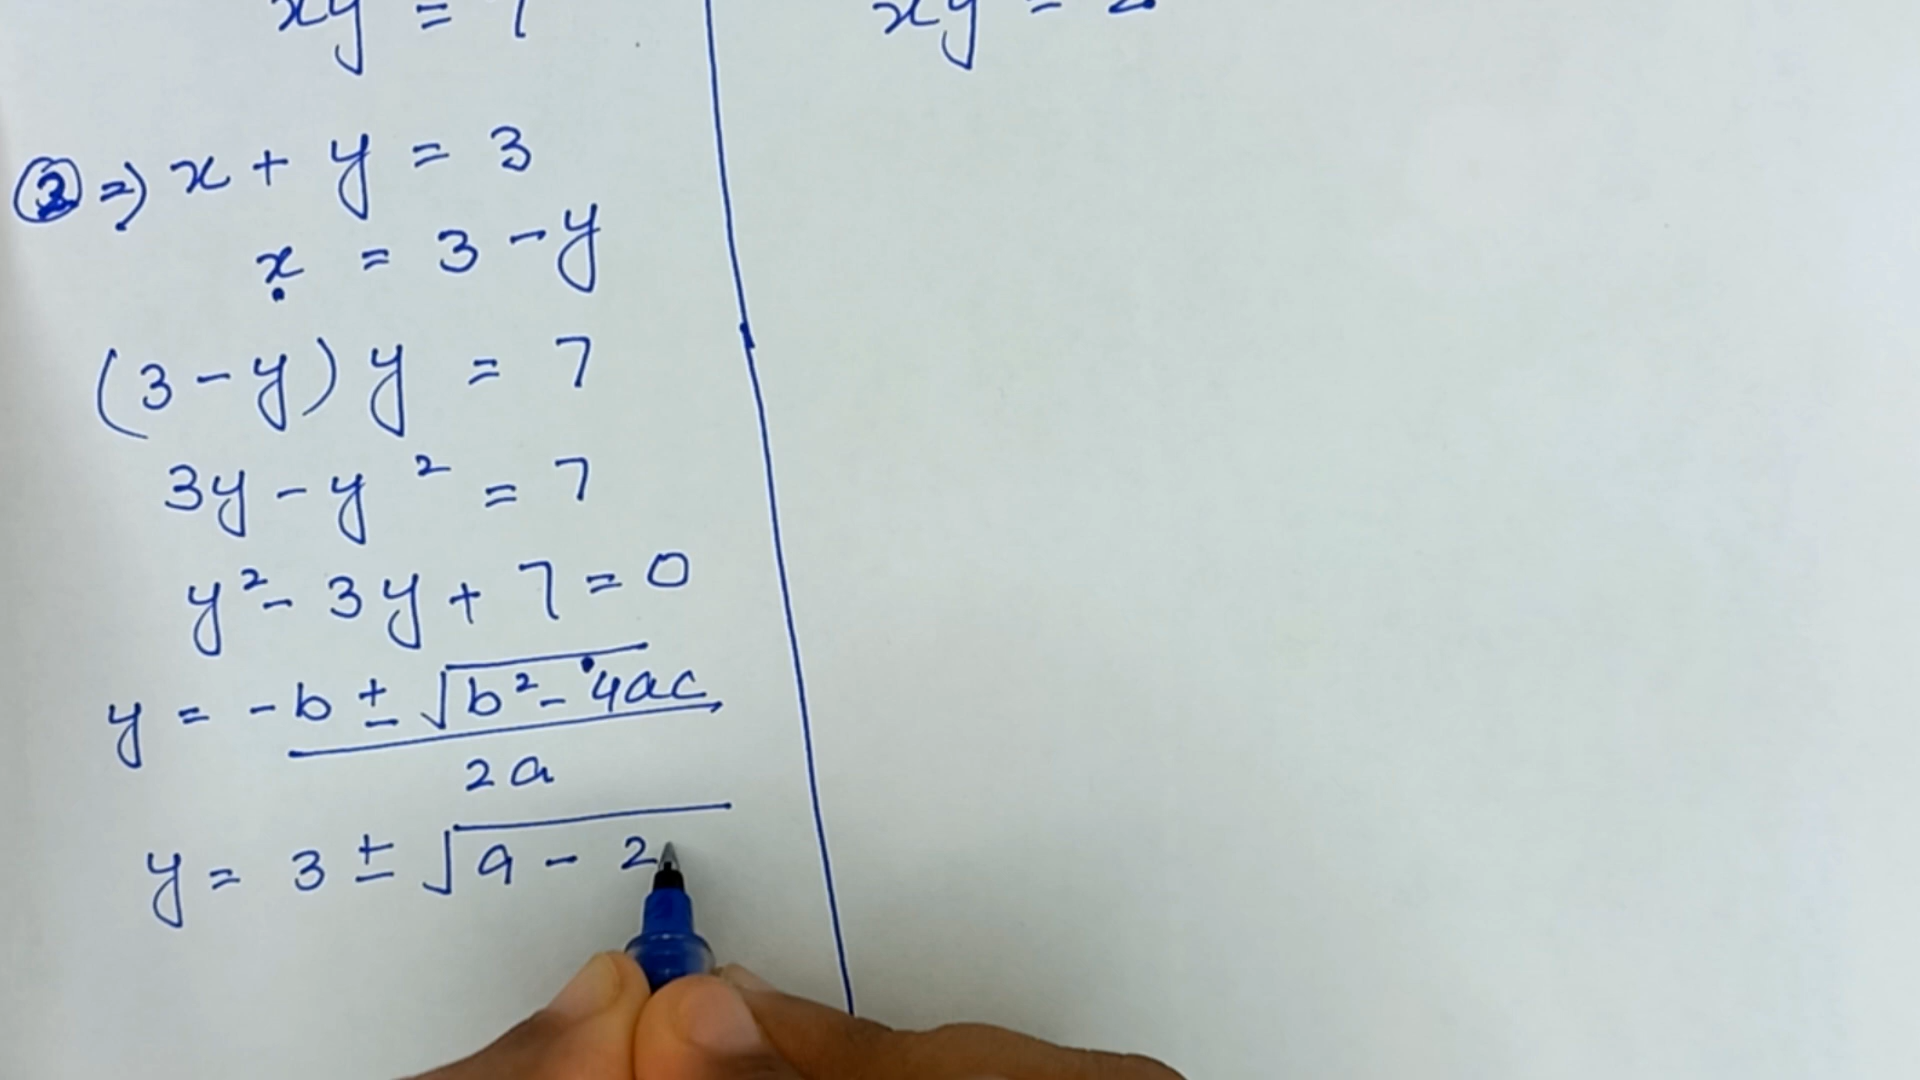 xy = 7
xy = 2
② ⇒ x + y = 3
x = 3 - y
(3 - y) y = 7
3y - y² = 7
y² - 3y + 7 = 0
y = -b ± √b² - 4ac
2a
y = 3 ± √9 - 2